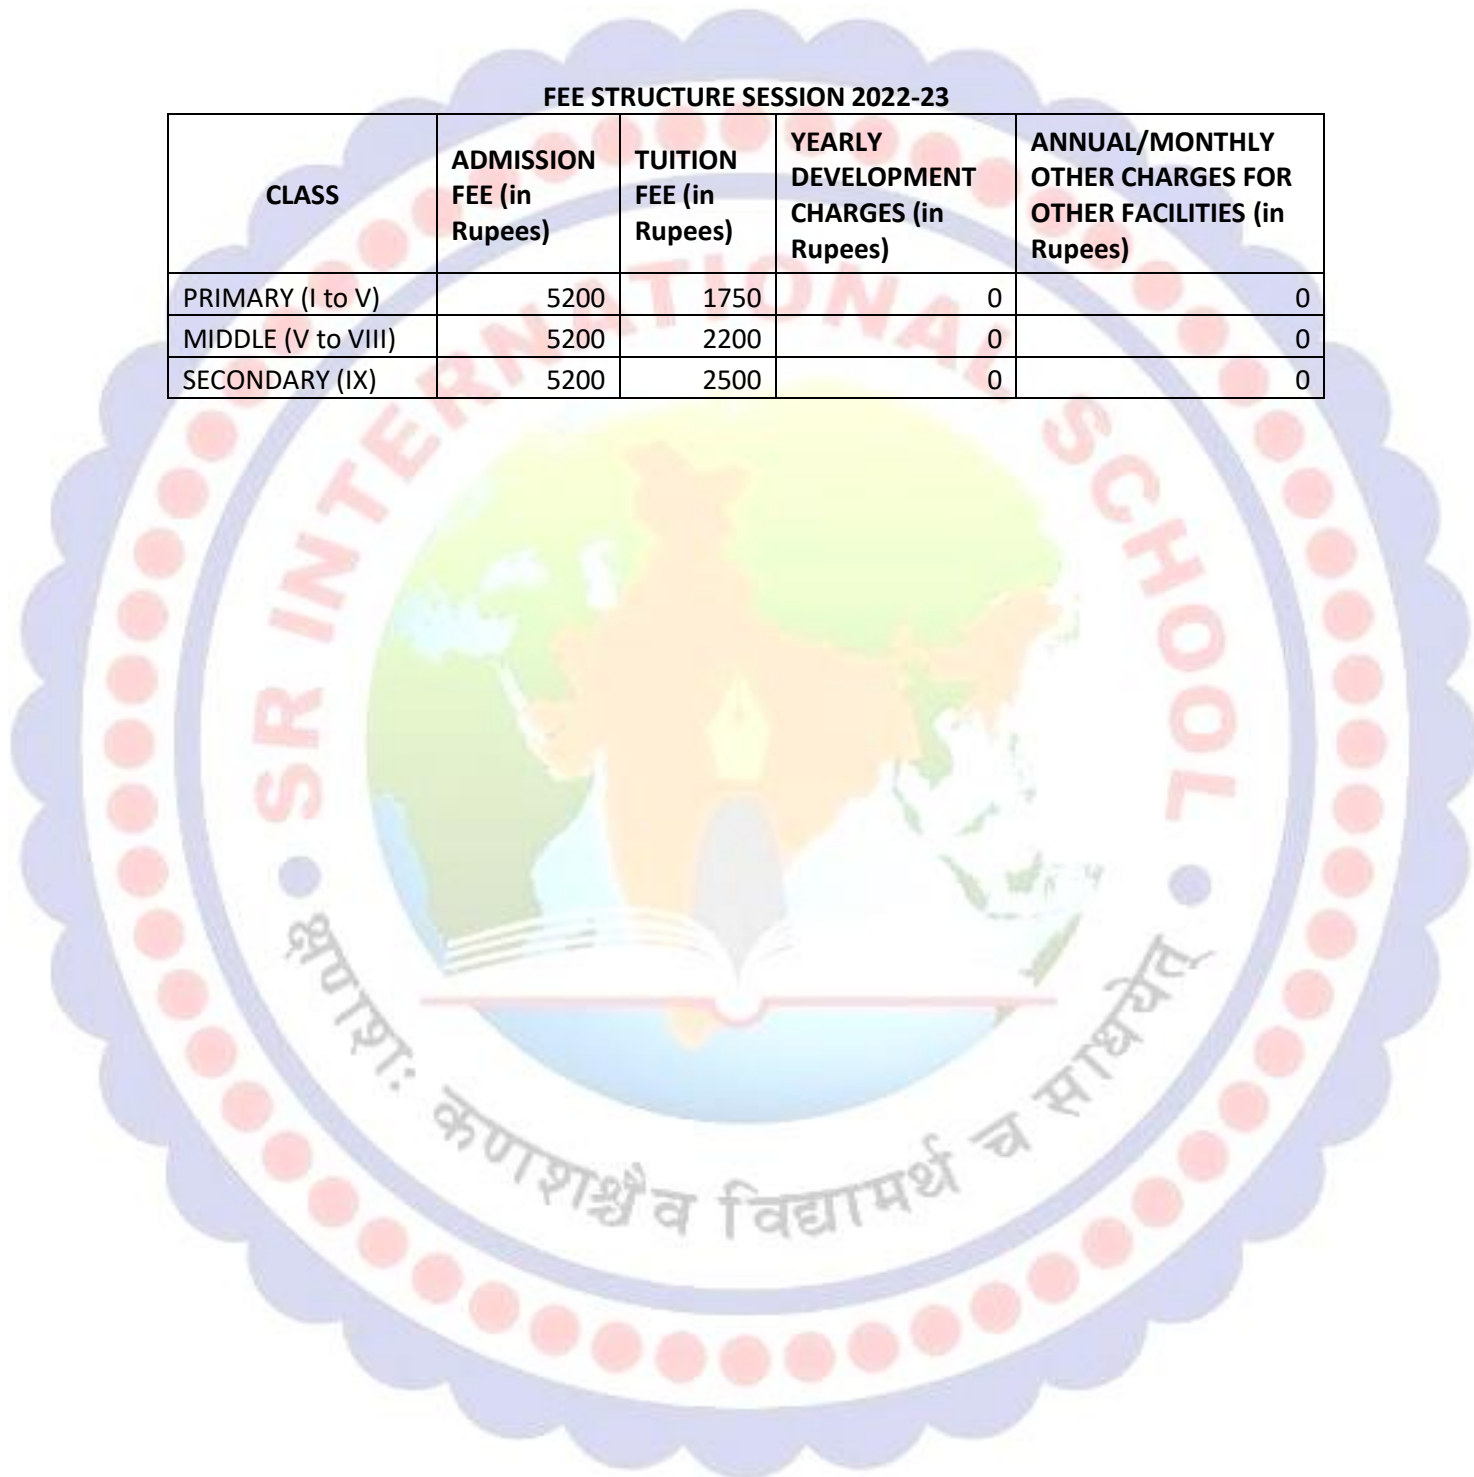 FEE STRUCTURE SESSION 2022-23
CLASS
ADMISSION
FEE (in
Rupees)
TUITION
FEE (in
Rupees)
YEARLY
DEVELOPMENT
CHARGES (in
Rupees)
ANNUAL/MONTHLY
OTHER CHARGES FOR
OTHER FACILITIES (in
Rupees)
PRIMARY (I to V) 5200 1750 0 0
MIDDLE (V to VIII) 5200 2200 0 0
SECONDARY (IX) 5200 2500 0 0
SR INTERNATIONAL SCHOOL
क्षणशः कणशश्चैव विद्यामर्थं च साधयेत्